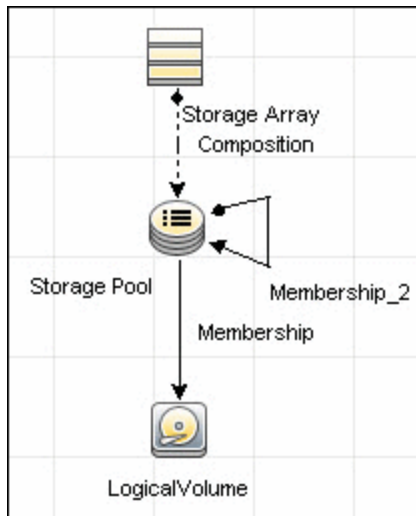 Storage Array
Composition
Storage Pool
Membership_2
Membership
LogicalVolume